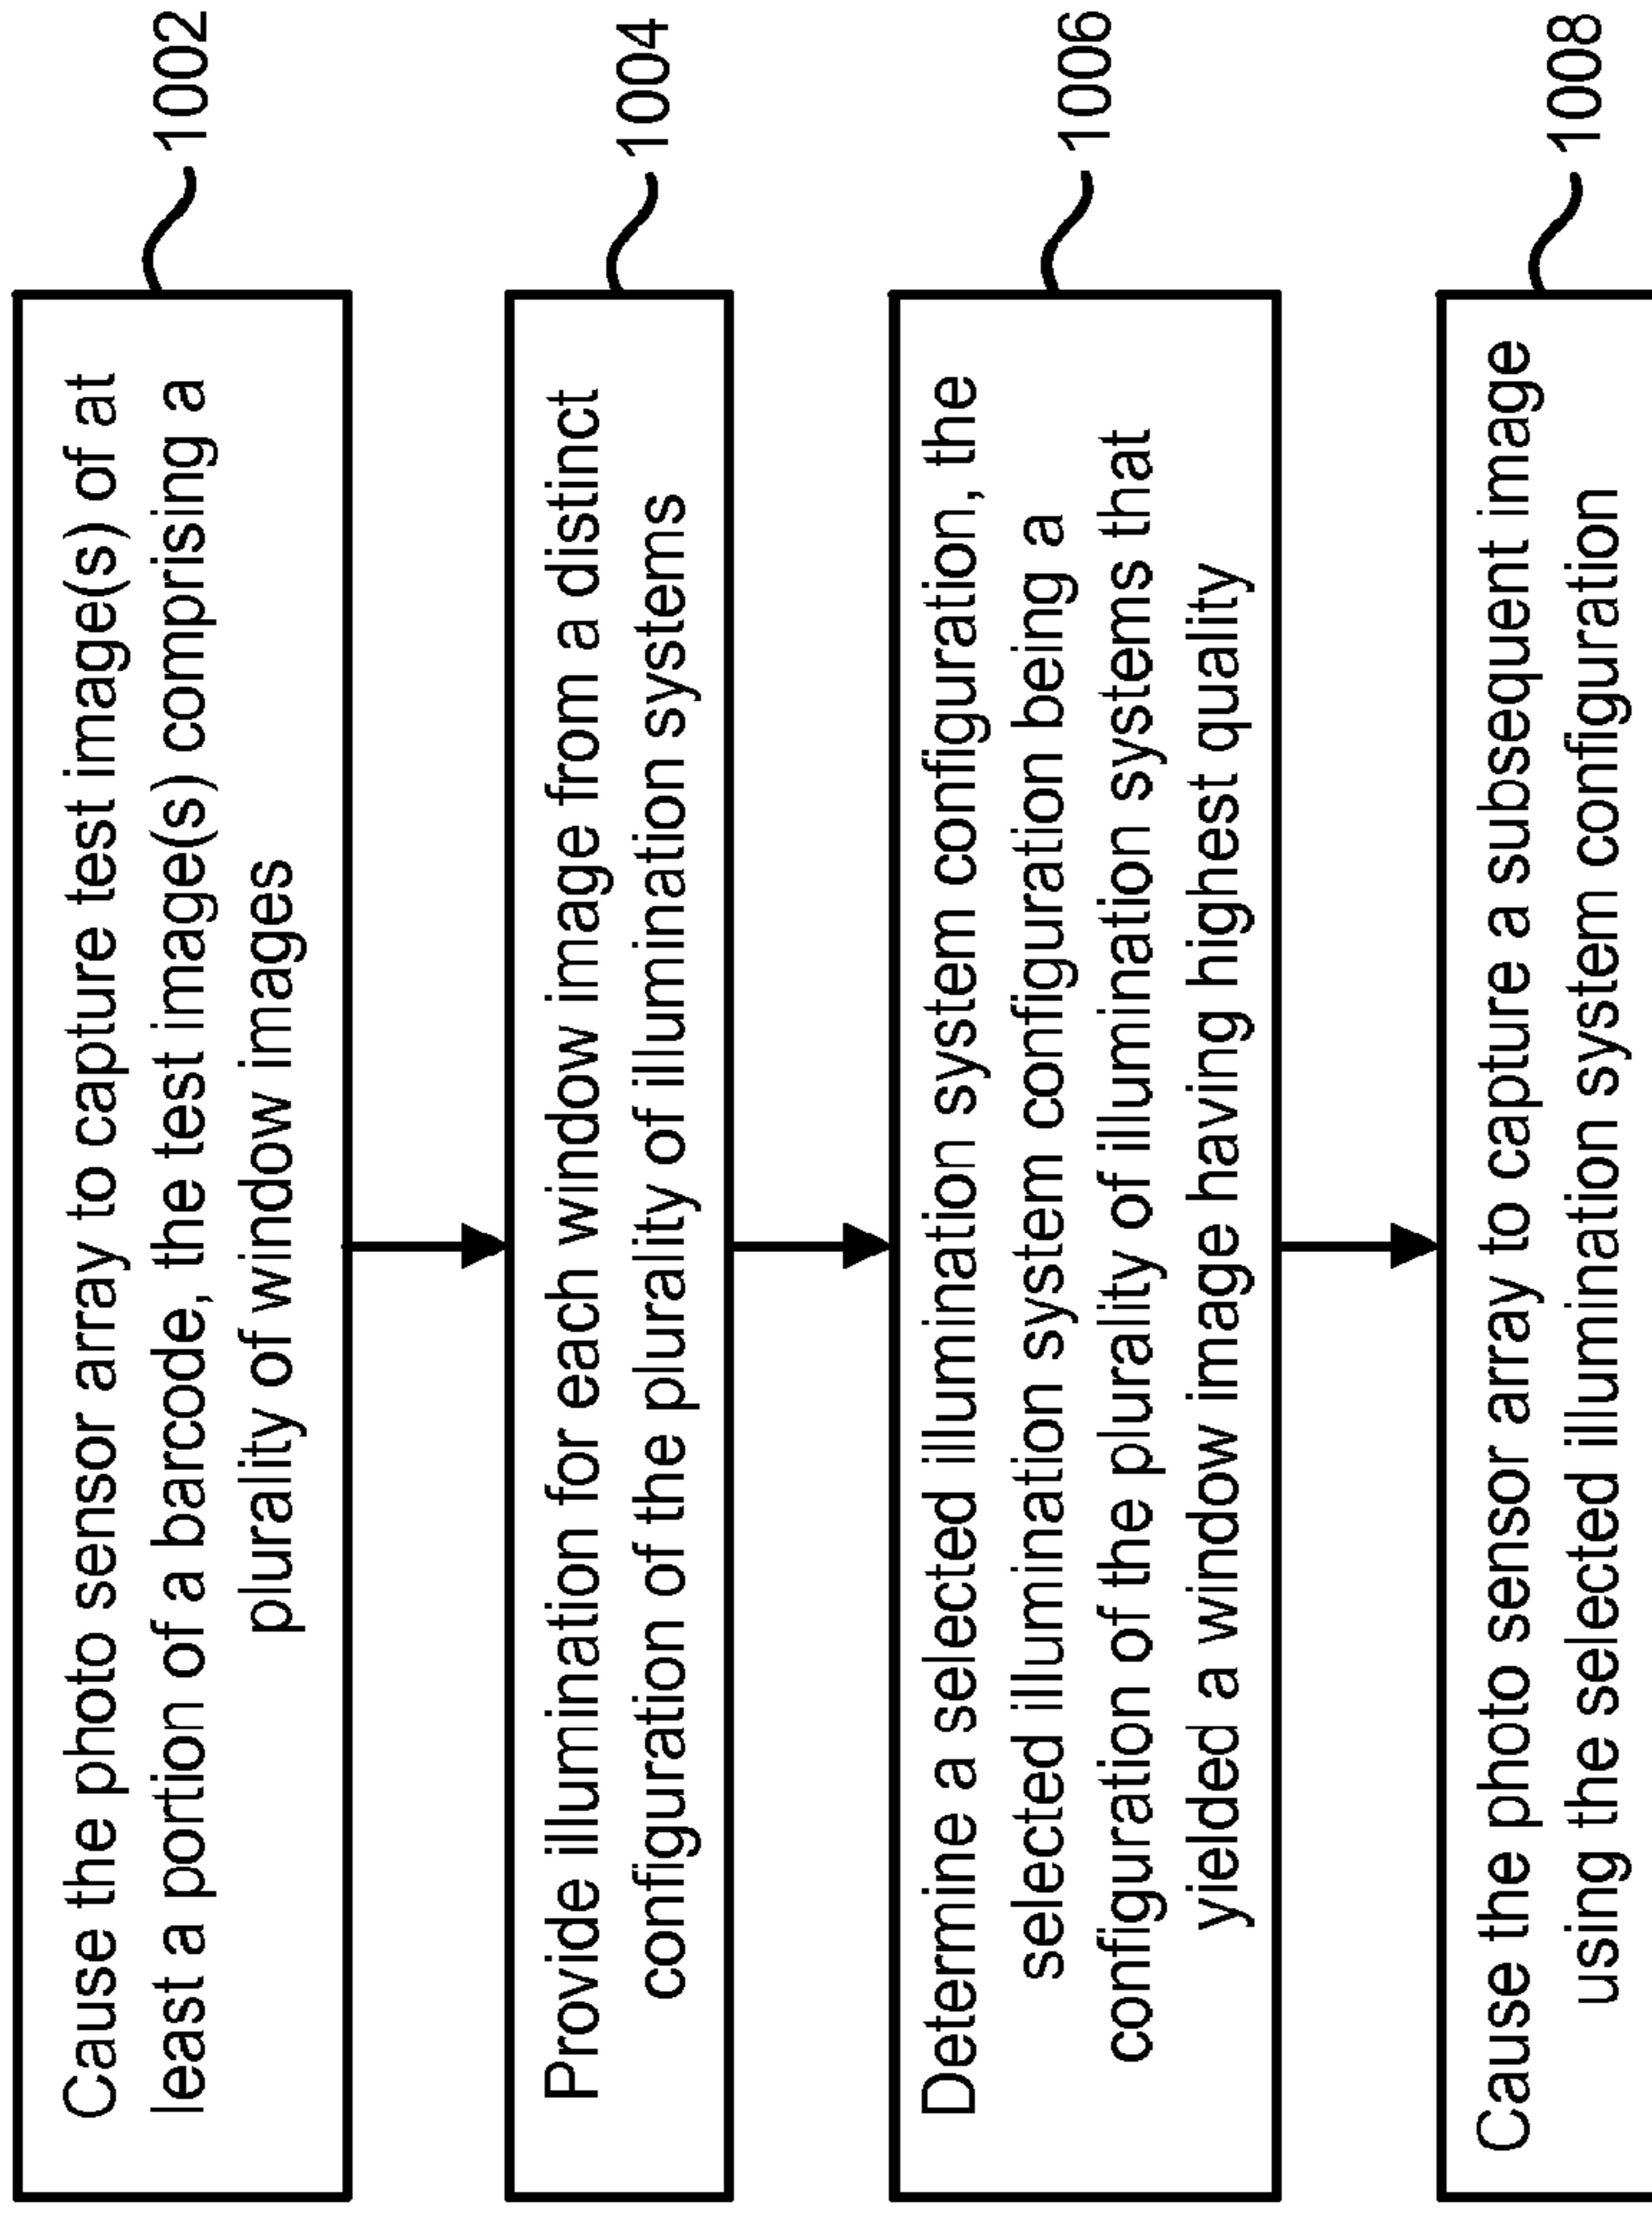 Cause the photo sensor array to capture test image(s) of at
least a portion of a barcode, the test image(s) comprising a
plurality of window images
1002
Provide illumination for each window image from a distinct
configuration of the plurality of illumination systems
1004
Determine a selected illumination system configuration, the
selected illumination system configuration being a
configuration of the plurality of illumination systems that
yielded a window image having highest quality
1006
Cause the photo sensor array to capture a subsequent image
using the selected illumination system configuration
1008